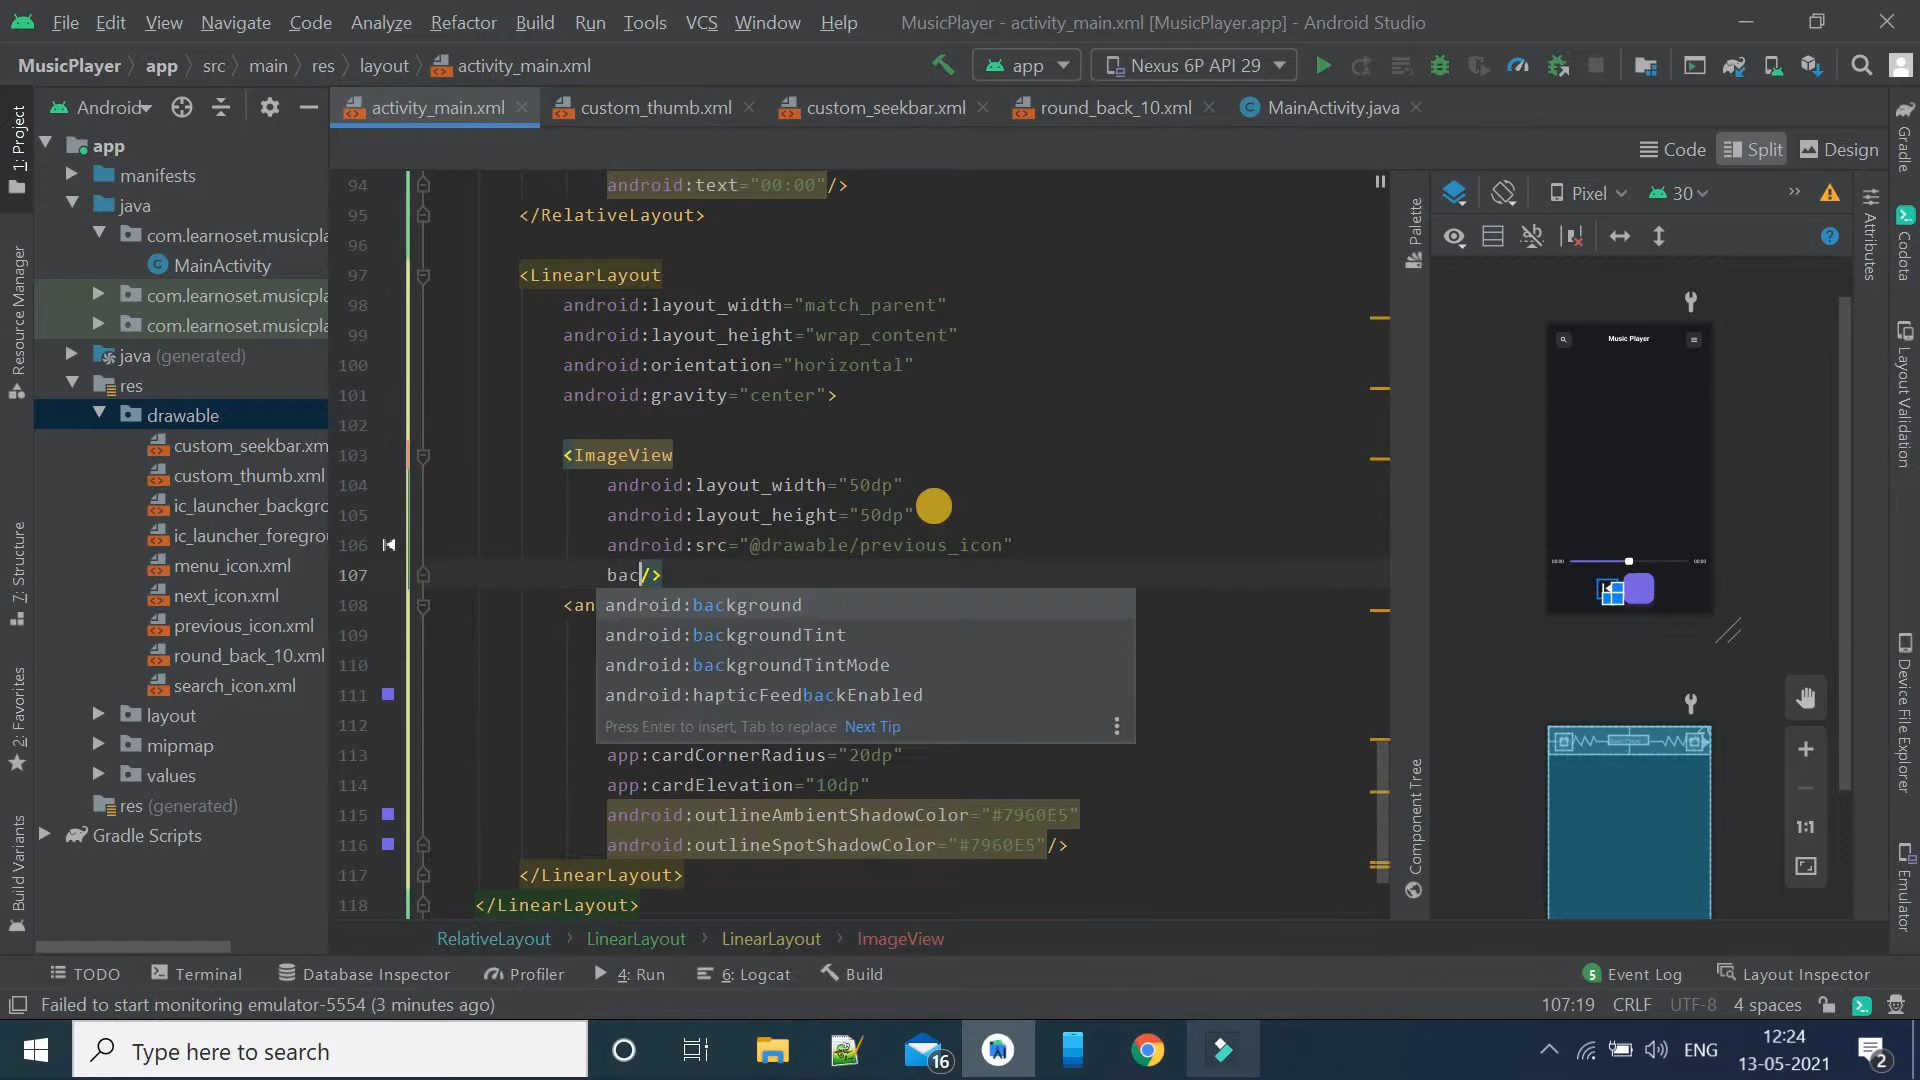 File Edit View Navigate Code Analyze Refactor Build Run Tools VCS Window Help MusicPlayer - activity_main.xml [MusicPlayer.app] - Android Studio
MusicPlayer app src main res layout activity_main.xml app Nexus 6P API 29
Android activity_main.xml custom_thumb.xml custom_seekbar.xml round_back_10.xml MainActivity.java
Code Split Design
1: Project
Resource Manager
7: Structure
2: Favorites
Build Variants
app
manifests
java
com.learnoset.musicpla
MainActivity
com.learnoset.musicpla
com.learnoset.musicpla
java (generated)
res
drawable
custom_seekbar.xm
custom_thumb.xml
ic_launcher_backgro
ic_launcher_foregrou
menu_icon.xml
next_icon.xml
previous_icon.xml
round_back_10.xml
search_icon.xml
layout
mipmap
values
res (generated)
Gradle Scripts
94 android:text="00:00"/>
95 </RelativeLayout>
96
97 <LinearLayout
98 android:layout_width="match_parent"
99 android:layout_height="wrap_content"
100 android:orientation="horizontal"
101 android:gravity="center">
102
103 <ImageView
104 android:layout_width="50dp"
105 android:layout_height="50dp"
106 android:src="@drawable/previous_icon"
107 bac/>
108 <an
109
110
111
112
android:background
android:backgroundTint
android:backgroundTintMode
android:hapticFeedbackEnabled
Press Enter to insert, Tab to replace Next Tip
113 app:cardCornerRadius="20dp"
114 app:cardElevation="10dp"
115 android:outlineAmbientShadowColor="#7960E5"
116 android:outlineSpotShadowColor="#7960E5"/>
117 </LinearLayout>
118 </LinearLayout>
RelativeLayout LinearLayout LinearLayout ImageView
Palette
Component Tree
Pixel 30
Music Player
00:00 00:00
1:1
Gradle
Attributes
Codota
Layout Validation
Device File Explorer
Emulator
TODO Terminal Database Inspector Profiler 4: Run 6: Logcat Build 5 Event Log Layout Inspector
Failed to start monitoring emulator-5554 (3 minutes ago) 107:19 CRLF UTF-8 4 spaces
Type here to search 16 ENG 12:24
13-05-2021 2